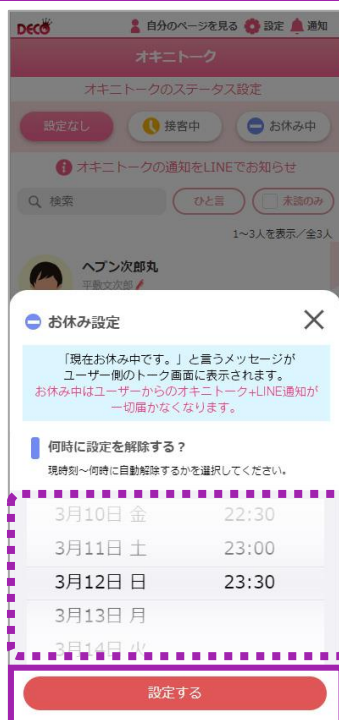 DECO 自分のページを見る 設定 通知
オキニトーク
オキニトークのステータス設定
設定なし 接客中 お休み中
オキニトークの通知をLINEでお知らせ
検索 ひと言 未読のみ
1〜3人を表示／全3人
ヘブン次郎丸
平敷文次郎
お休み設定
「現在お休み中です。」と言うメッセージが
ユーザー側のトーク画面に表示されます。
お休み中はユーザーからのオキニトーク+LINE通知が
一切届かなくなります。
何時に設定を解除する？
現時刻〜何時に自動解除するかを選択してください。
3月10日 金 22:30
3月11日 土 23:00
3月12日 日 23:30
3月13日 月
3月14日 火
設定する